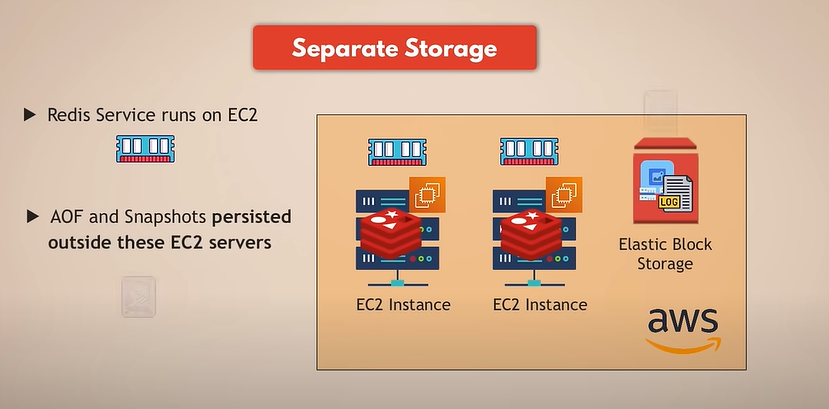 Separate Storage
▶ Redis Service runs on EC2
▶ AOF and Snapshots persisted
outside these EC2 servers
EC2 Instance
EC2 Instance
LOG
Elastic Block
Storage
aws